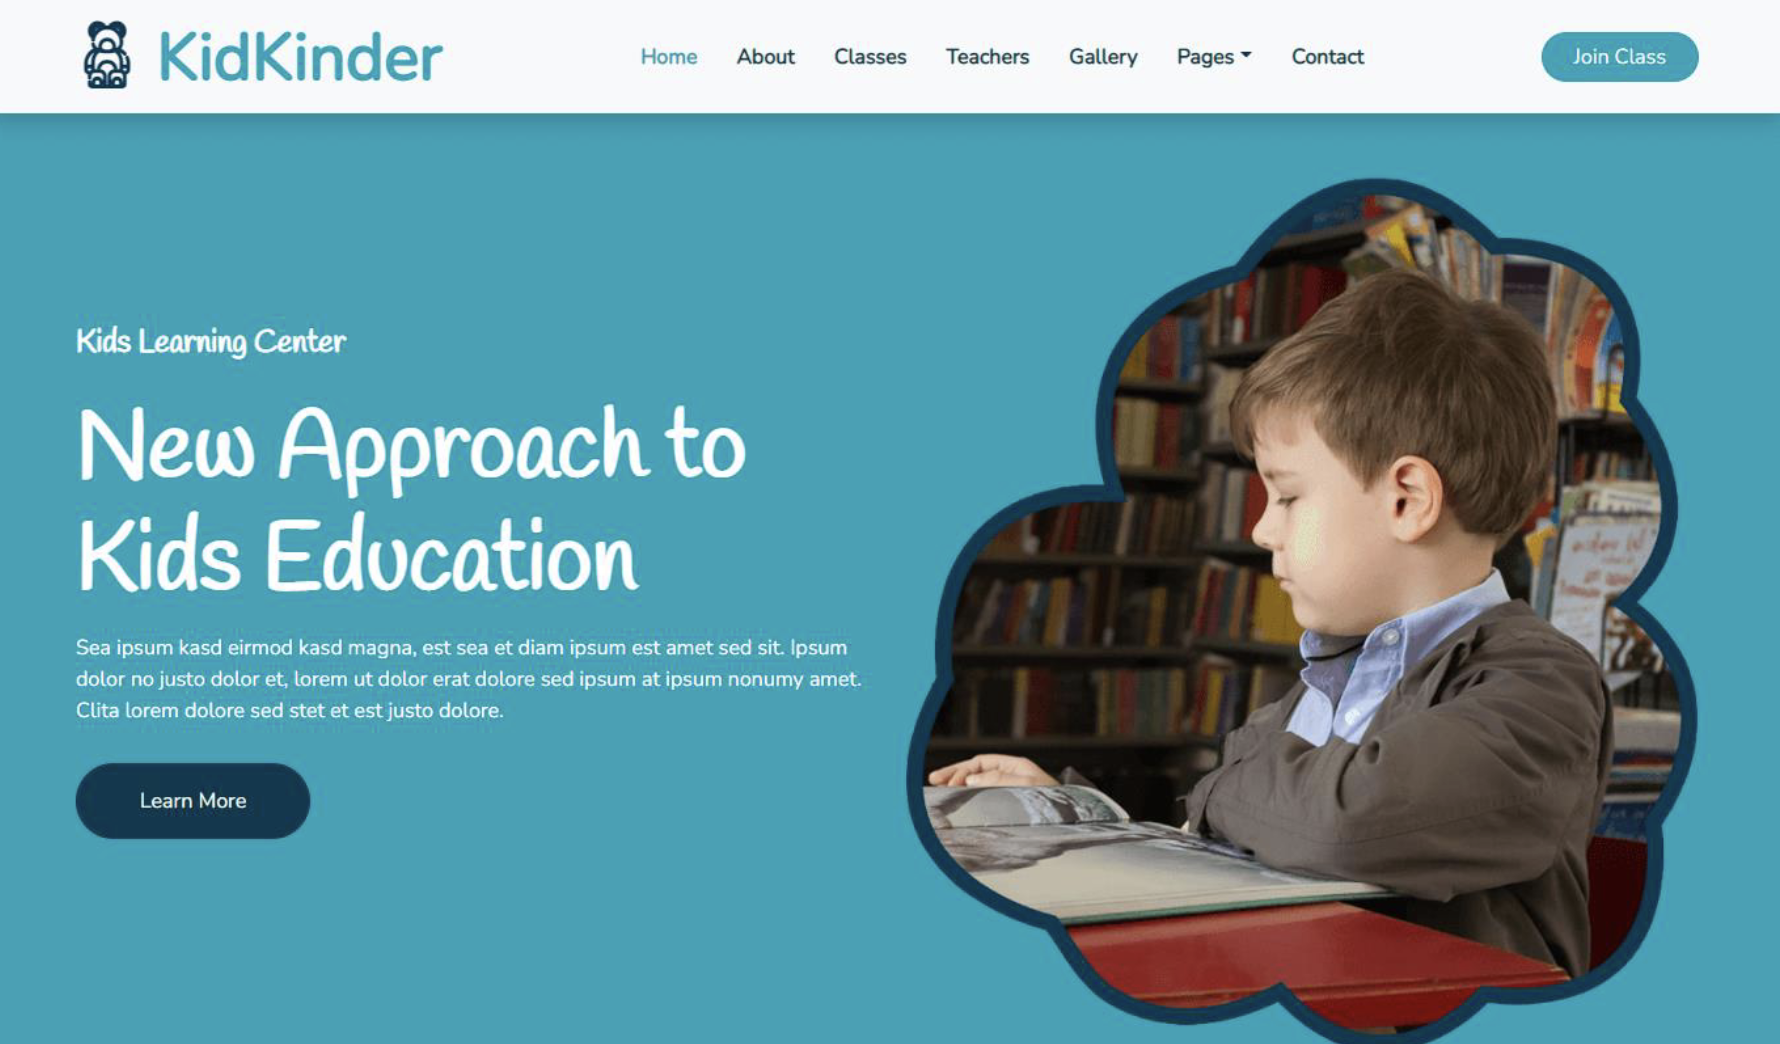 KidKinder
Home About Classes Teachers Gallery Pages Contact
Join Class
Kids Learning Center
New Approach to
Kids Education
Sea ipsum kasd eirmod kasd magna, est sea et diam ipsum est amet sed sit. Ipsum
dolor no justo dolor et, lorem ut dolor erat dolore sed ipsum at ipsum nonumy amet.
Clita lorem dolore sed stet et est justo dolore.
Learn More